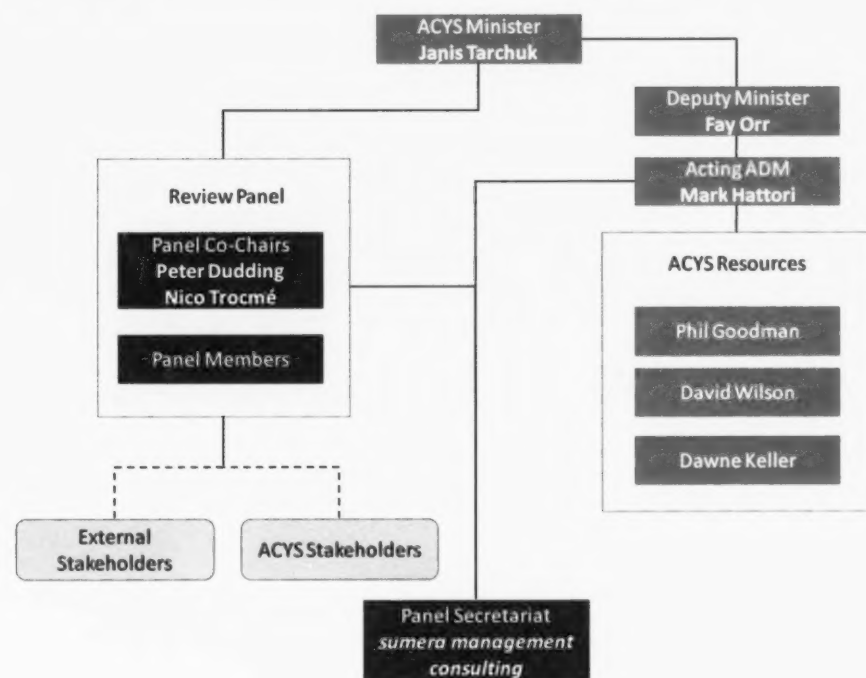 ACYS Minister
Janis Tarchuk
Deputy Minister
Fay Orr
Acting ADM
Mark Hattori
Review Panel
Panel Co-Chairs
Peter Dudding
Nico Trocmé
Panel Members
ACYS Resources
Phil Goodman
David Wilson
Dawne Keller
External
Stakeholders
ACYS Stakeholders
Panel Secretariat
sumera management
consulting